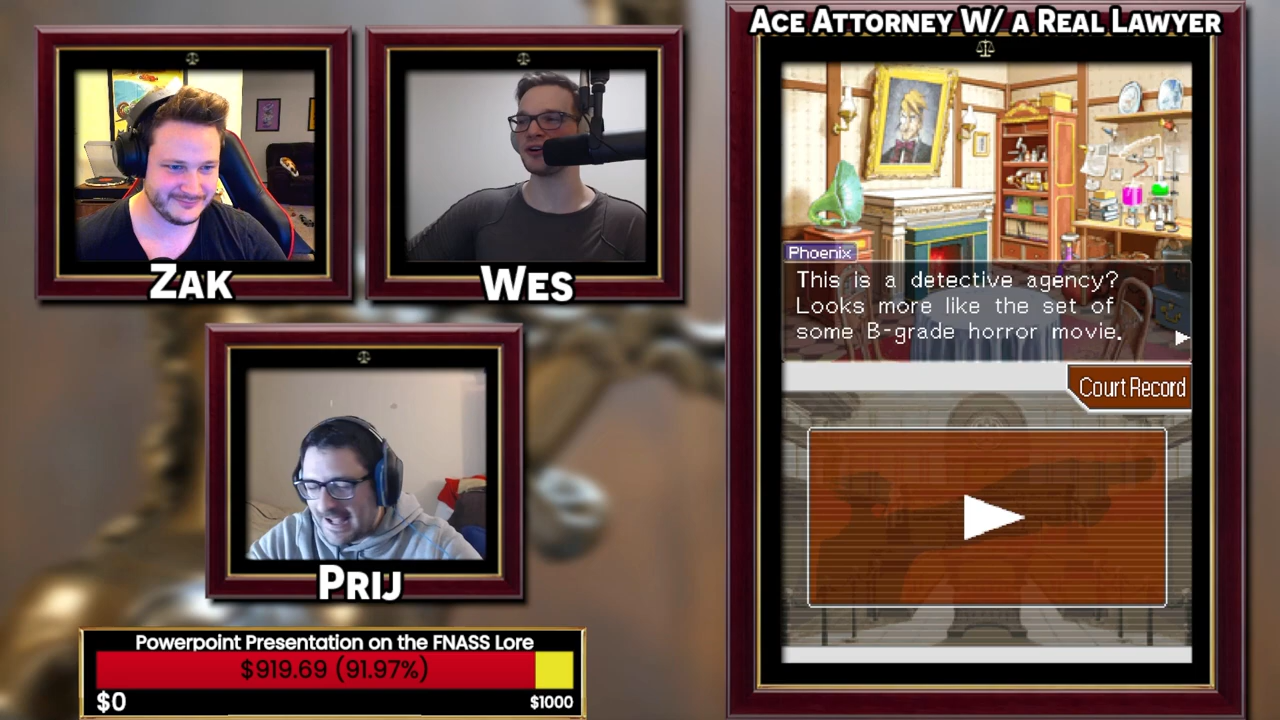 Ace Attorney W/ a Real Lawyer
Zak
Wes
Phoenix
This is a detective agency?
Looks more like the set of
some B-grade horror movie.
Court Record
Prij
Powerpoint Presentation on the FNASS Lore
$919.69 (91.97%)
$0
$1000